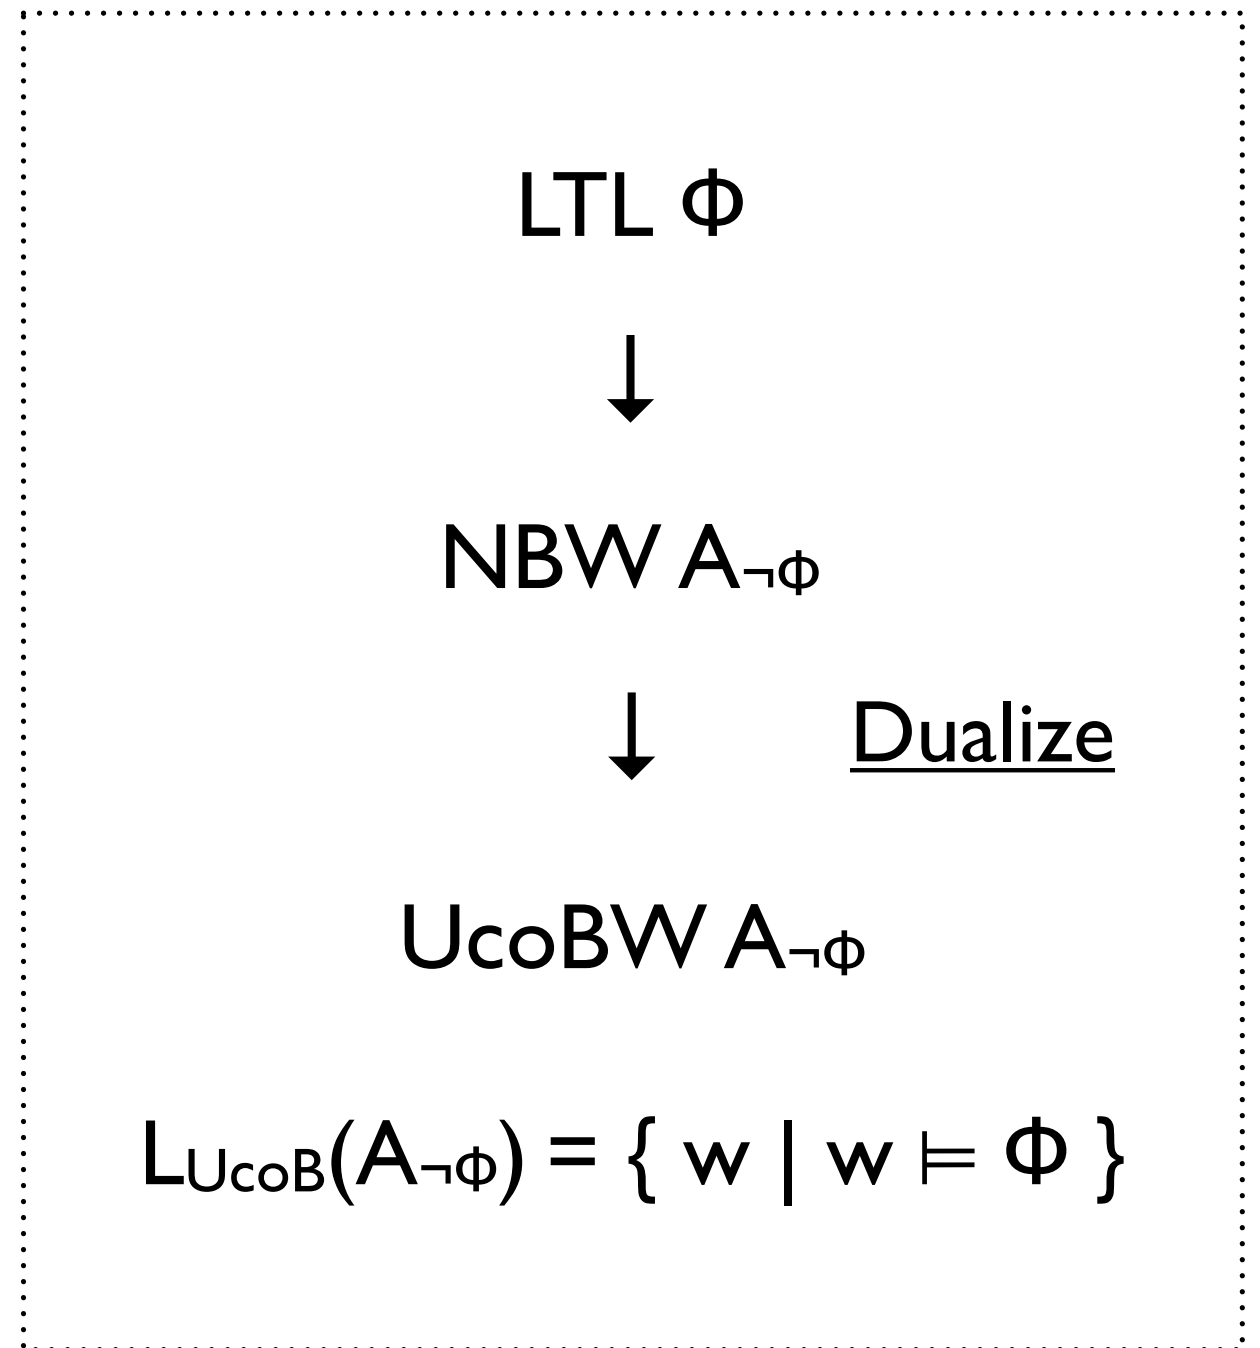 LTL Φ
↓
NBW A¬Φ
↓
Dualize
UcoBW A¬Φ
LUcoB(A¬Φ) = { w | w ⊨ Φ }